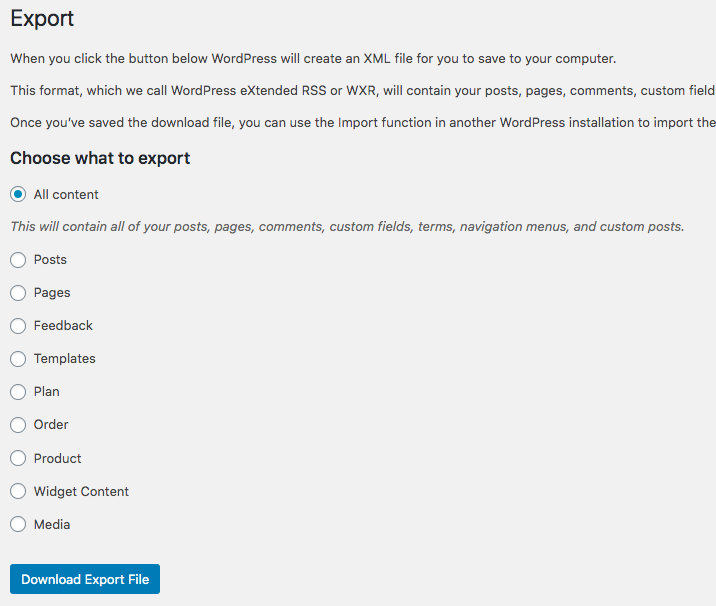 Export
When you click the button below WordPress will create an XML file for you to save to your computer.
This format, which we call WordPress eXtended RSS or WXR, will contain your posts, pages, comments, custom field
Once you’ve saved the download file, you can use the Import function in another WordPress installation to import the
Choose what to export
All content
This will contain all of your posts, pages, comments, custom fields, terms, navigation menus, and custom posts.
Posts
Pages
Feedback
Templates
Plan
Order
Product
Widget Content
Media
Download Export File